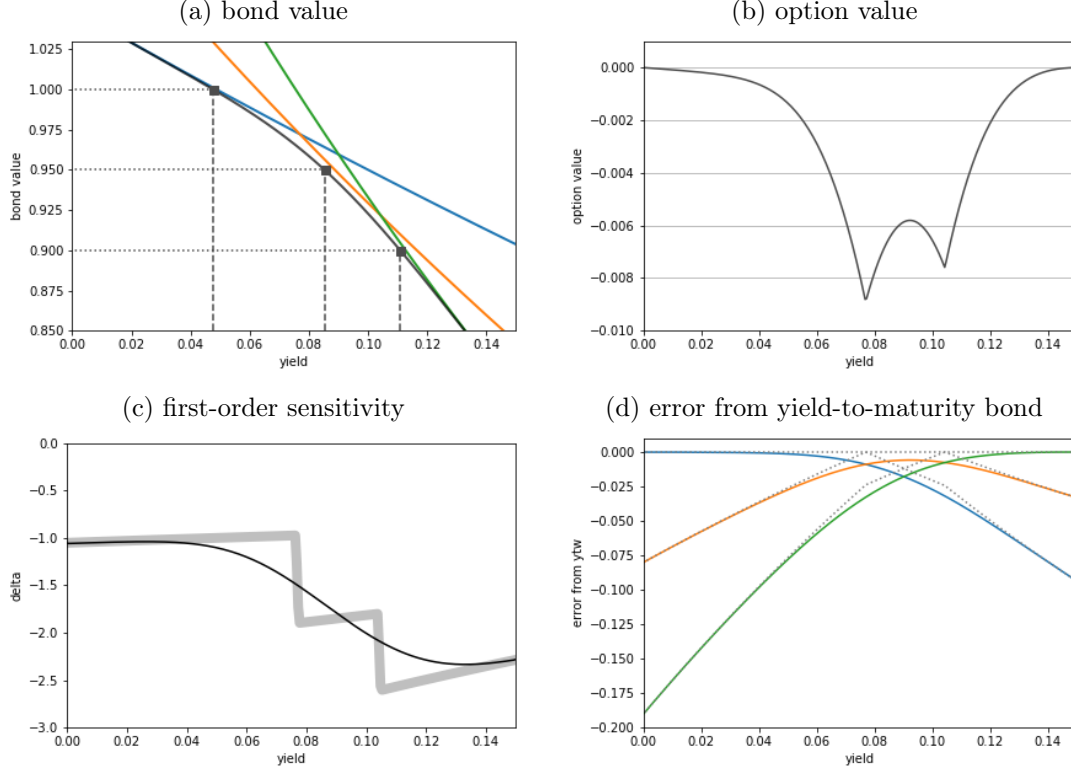 (a) bond value
1.025
1.000
0.975
0.950
0.925
0.900
0.875
0.850
bond value
0.00 0.02 0.04 0.06 0.08 0.10 0.12 0.14
yield
(b) option value
0.000
−0.002
−0.004
−0.006
−0.008
−0.010
option value
0.00 0.02 0.04 0.06 0.08 0.10 0.12 0.14
yield
(c) first-order sensitivity
0.0
−0.5
−1.0
−1.5
−2.0
−2.5
−3.0
delta
0.00 0.02 0.04 0.06 0.08 0.10 0.12 0.14
yield
(d) error from yield-to-maturity bond
0.000
−0.025
−0.050
−0.075
−0.100
−0.125
−0.150
−0.175
−0.200
error from ytw
0.00 0.02 0.04 0.06 0.08 0.10 0.12 0.14
yield